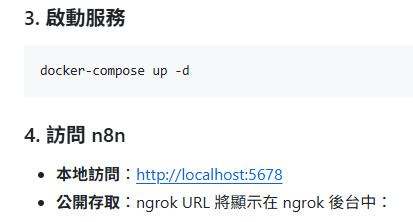 3. 啟動服務
docker-compose up -d
4. 訪問 n8n
• 本地訪問：http://localhost:5678
• 公開存取：ngrok URL 將顯示在 ngrok 後台中：